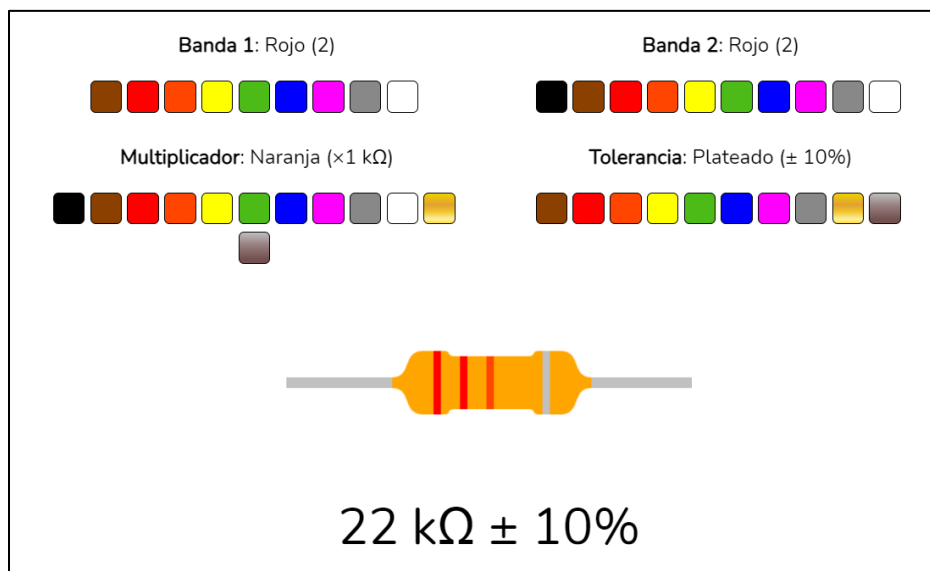 Banda 1: Rojo (2)
Banda 2: Rojo (2)
Multiplicador: Naranja (×1 kΩ)
Tolerancia: Plateado (± 10%)
22 kΩ ± 10%